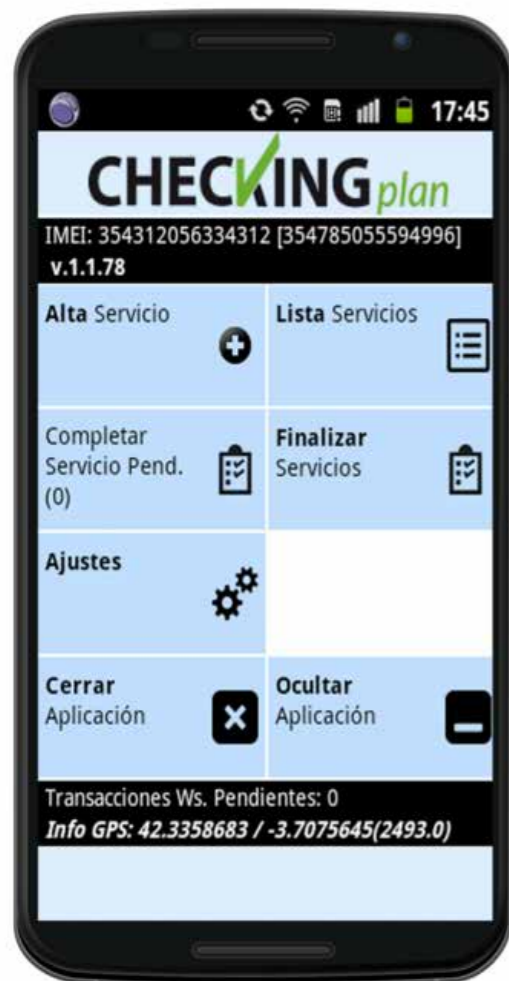 17:45
CHECKING plan
IMEI: 354312056334312 [354785055594996]
v.1.1.78
Alta Servicio
Lista Servicios
Completar
Servicio Pend.
(0)
Finalizar
Servicios
Ajustes
Cerrar
Aplicación
Ocultar
Aplicación
Transacciones Ws. Pendientes: 0
Info GPS: 42.3358683 / -3.7075645(2493.0)